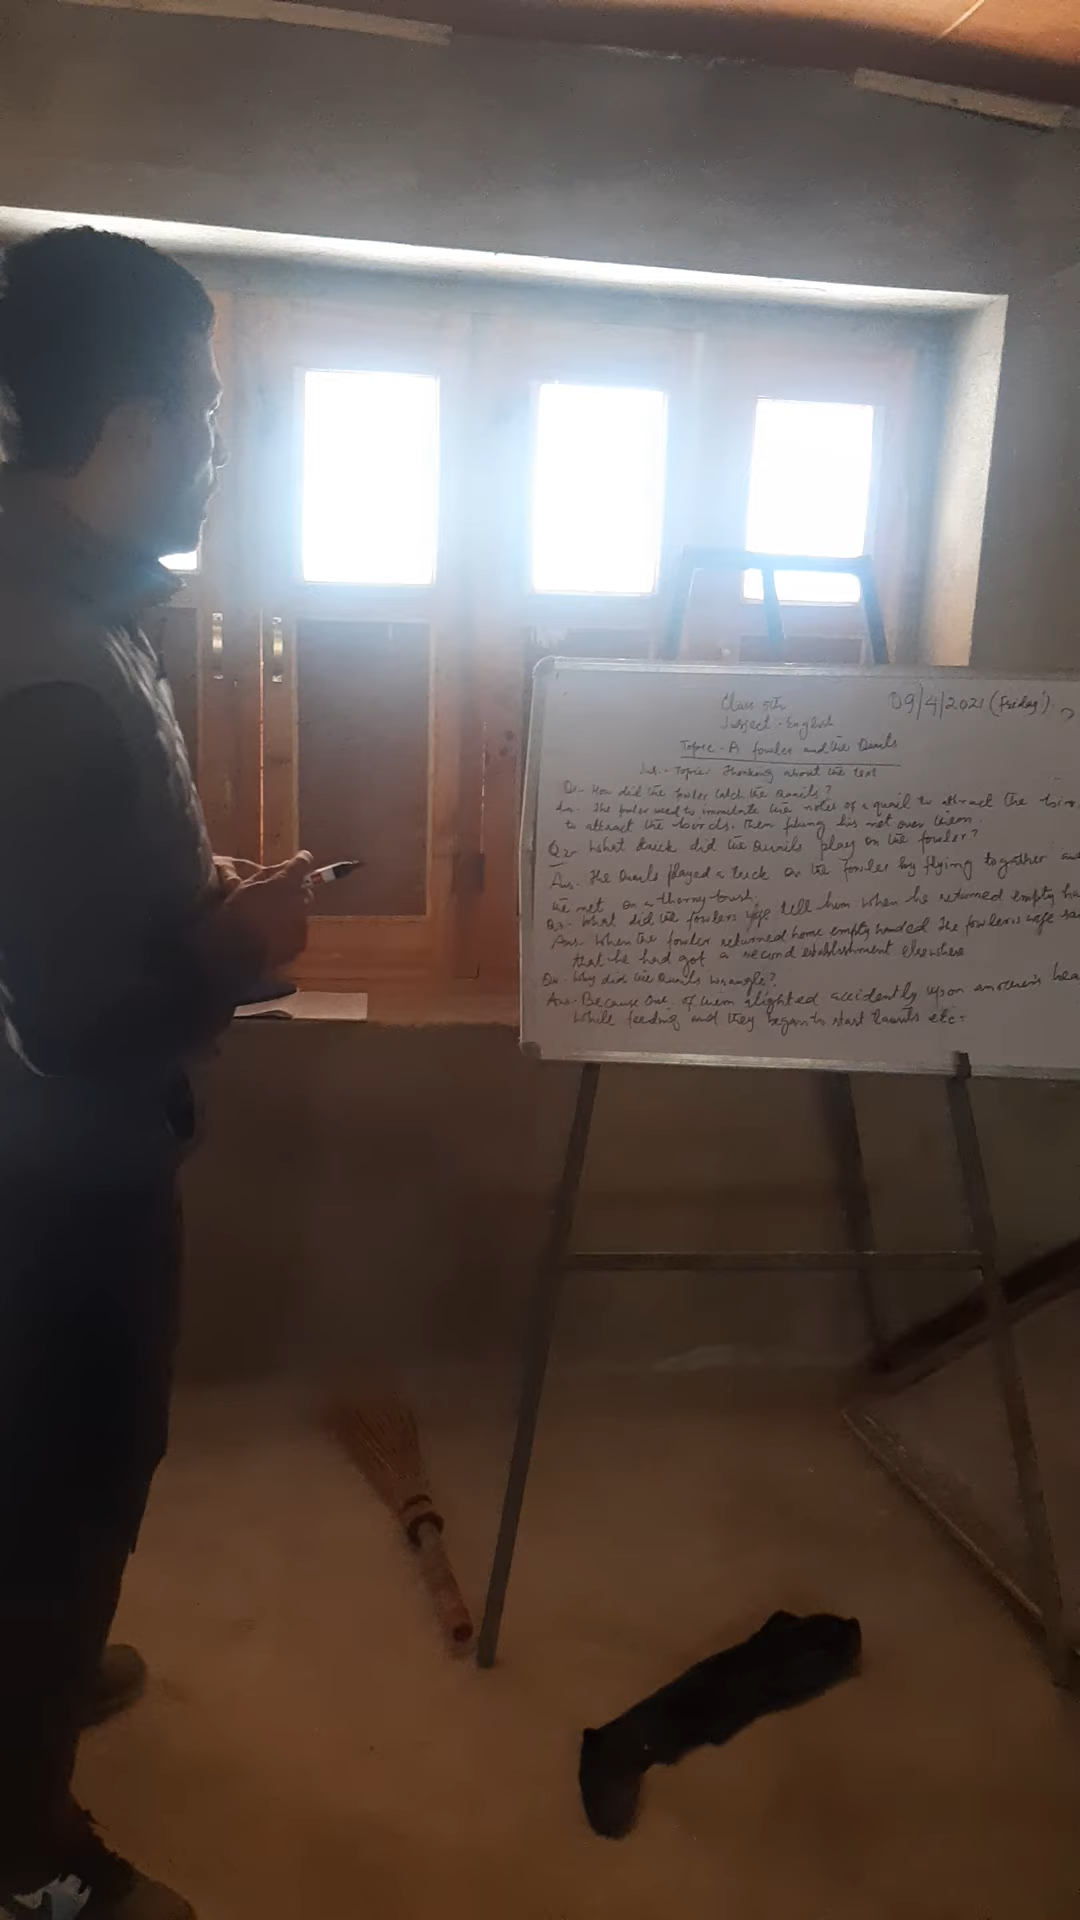 Class 5th
09/4/2021 (Friday)
Subject :- English
Topic - A fowler and the Quails
Sub. - Topic: Thinking about the text
Q1- How did the fowler catch the Quails?
Ans. The fowler used to immitate the notes of a quail to attract the
to attract the birds. Then flung his net over them.
Q2- What trick did the Quails play on the fowler?
Ans. The Quails played a trick on the fowler by flying together and
the net on a thorny bush.
Q3- What did the fowlers wife tell him when he returned empty
Ans- When the fowler returned home empty handed the fowlers wife
that he had got a second establishment elsewhere
Q4- Why did the Quails wrangle?
Ans- Because one of them alighted accidently upon another's
while feeding and they began to start taunts etc-